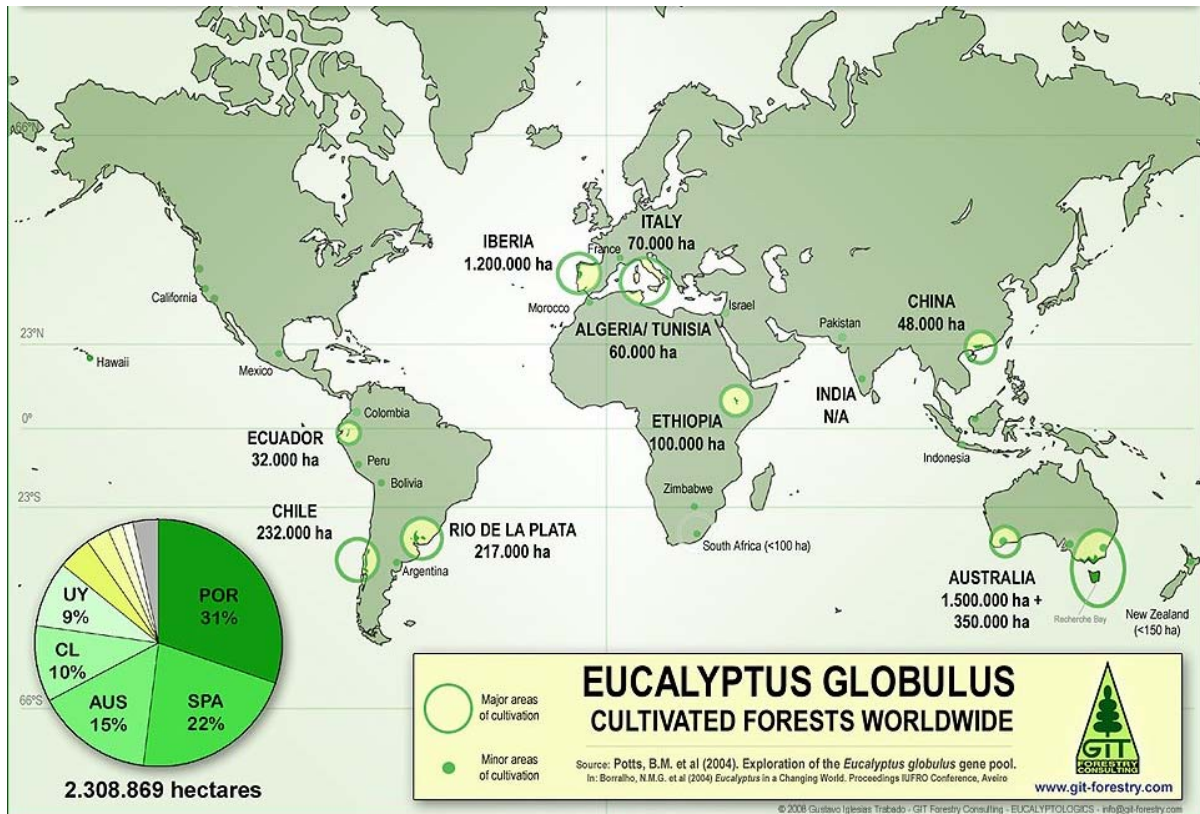 66ºN
ITALY
70.000 ha
IBERIA
1.200.000 ha
France
California
Morocco
Israel
CHINA
48.000 ha
ALGERIA/ TUNISIA
60.000 ha
Pakistan
23ºN
Hawaii
Mexico
INDIA
N/A
Colombia
0º
ECUADOR
32.000 ha
ETHIOPIA
100.000 ha
Peru
Indonesia
Bolivia
Zimbabwe
23ºS
CHILE
232.000 ha
RIO DE LA PLATA
217.000 ha
South Africa (<100 ha)
Argentina
AUSTRALIA
1.500.000 ha +
350.000 ha
Recherche Bay
New Zealand
(<150 ha)
POR
31%
UY
9%
CL
10%
AUS
15%
SPA
22%
66ºS
2.308.869 hectares
Major areas
of cultivation
Minor areas
of cultivation
EUCALYPTUS GLOBULUS
CULTIVATED FORESTS WORLDWIDE
Source: Potts, B.M. et al (2004). Exploration of the Eucalyptus globulus gene pool.
In: Borralho, N.M.G. et al (2004) Eucalyptus in a Changing World. Proceedings IUFRO Conference, Aveiro
GIT
FORESTRY
CONSULTING
www.git-forestry.com
© 2008 Gustavo Iglesias Trabado - GIT Forestry Consulting - EUCALYPTOLOGICS - info@git-forestry.com